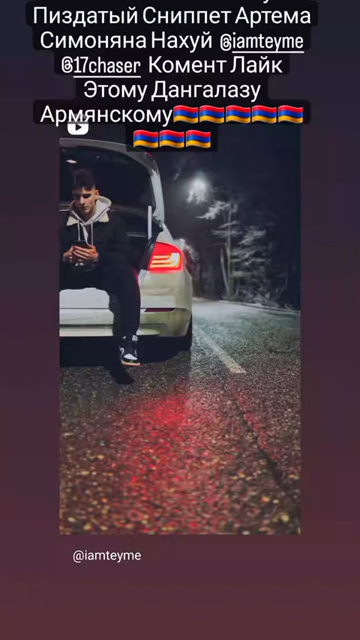 Пиздатый Сниппет Артема
Симоняна Нахуй @iamteyme
@17chaser Комент Лайк
Этому Дангалазу
Армянскому🇦🇲🇦🇲🇦🇲🇦🇲🇦🇲
🇦🇲🇦🇲🇦🇲
@iamteyme